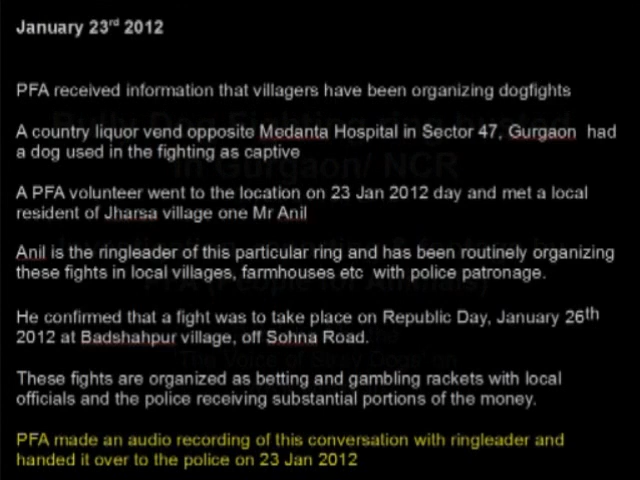 January 23rd 2012
PFA received information that villagers have been organizing dogfights
A country liquor vend opposite Medanta Hospital in Sector 47, Gurgaon had
a dog used in the fighting as captive
A PFA volunteer went to the location on 23 Jan 2012 day and met a local
resident of Jharsa village one Mr Anil
Anil is the ringleader of this particular ring and has been routinely organizing
these fights in local villages, farmhouses etc with police patronage.
He confirmed that a fight was to take place on Republic Day, January 26th
2012 at Badshahpur village, off Sohna Road.
These fights are organized as betting and gambling rackets with local
officials and the police receiving substantial portions of the money.
PFA made an audio recording of this conversation with ringleader and
handed it over to the police on 23 Jan 2012